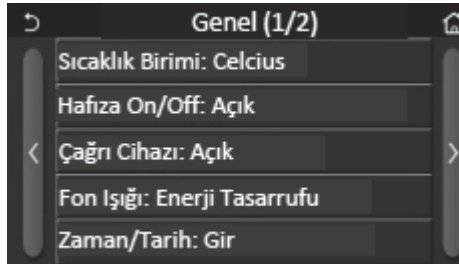 Genel (1/2)
Sıcaklık Birimi: Celcius
Hafıza On/Off: Açık
Çağrı Cihazı: Açık
Fon Işığı: Enerji Tasarrufu
Zaman/Tarih: Gir